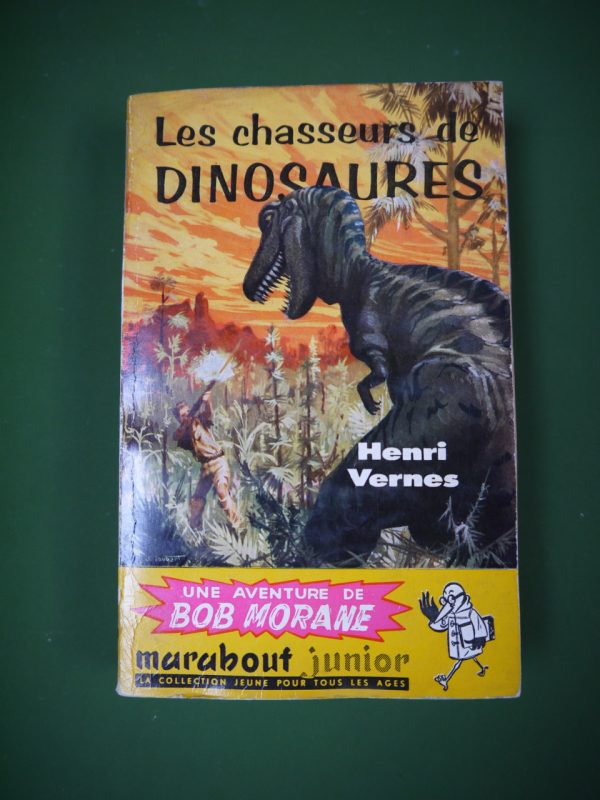 Les chasseurs de
DINOSAURES
Henri
Vernes
UNE AVENTURE DE
BOB MORANE
marabout junior
LA COLLECTION JEUNE POUR TOUS LES AGES